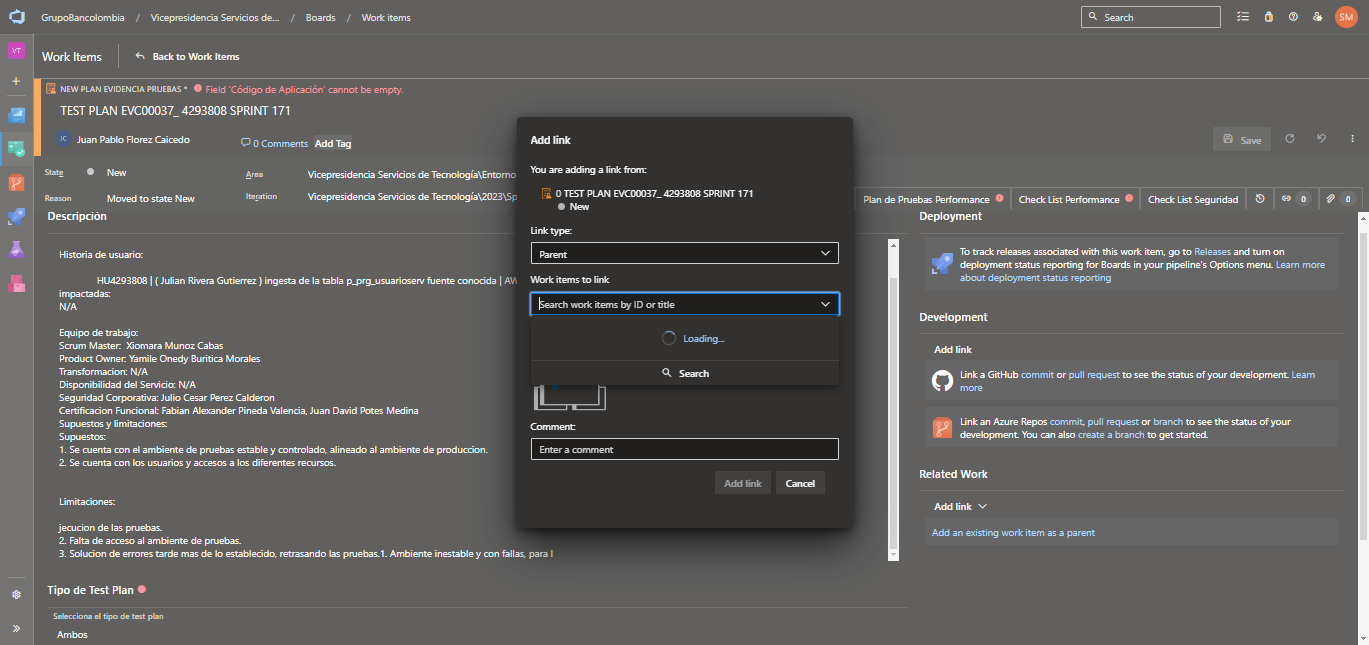 GrupoBancolombia / Vicepresidencia Servicios de... / Boards / Work items
Search
SM
VT
Work Items
Back to Work Items
NEW PLAN EVIDENCIA PRUEBAS * Field 'Código de Aplicación' cannot be empty.
TEST PLAN EVC00037_ 4293808 SPRINT 171
JC Juan Pablo Florez Caicedo
0 Comments Add Tag
Save
State New
Area Vicepresidencia Servicios de Tecnología\Entorno
Reason Moved to state New
Iteration Vicepresidencia Servicios de Tecnología\2023\Sp
Plan de Pruebas Performance
Check List Performance
Check List Seguridad
0
0
Descripción
Historia de usuario:
HU4293808 | ( Julian Rivera Gutierrez ) ingesta de la tabla p_prg_usuarioserv fuente conocida | AW
impactadas:
N/A
Equipo de trabajo:
Scrum Master: Xiomara Munoz Cabas
Product Owner: Yamile Onedy Buritica Morales
Transformacion: N/A
Disponibilidad del Servicio: N/A
Seguridad Corporativa: Julio Cesar Perez Calderon
Certificacion Funcional: Fabian Alexander Pineda Valencia, Juan David Potes Medina
Supuestos y limitaciones:
Supuestos:
1. Se cuenta con el ambiente de pruebas estable y controlado, alineado al ambiente de produccion.
2. Se cuenta con los usuarios y accesos a los diferentes recursos.
Limitaciones:
jecucion de las pruebas.
2. Falta de acceso al ambiente de pruebas.
3. Solucion de errores tarde mas de lo establecido, retrasando las pruebas.1. Ambiente inestable y con fallas, para l
Tipo de Test Plan
Selecciona el tipo de test plan
Ambos
Add link
You are adding a link from:
0 TEST PLAN EVC00037_ 4293808 SPRINT 171
New
Link type:
Parent
Work items to link
Search work items by ID or title
Loading...
Search
Comment:
Enter a comment
Add link
Cancel
Deployment
To track releases associated with this work item, go to Releases and turn on
deployment status reporting for Boards in your pipeline's Options menu. Learn more
about deployment status reporting
Development
Add link
Link a GitHub commit or pull request to see the status of your development. Learn
more
Link an Azure Repos commit, pull request or branch to see the status of your
development. You can also create a branch to get started.
Related Work
Add link
Add an existing work item as a parent